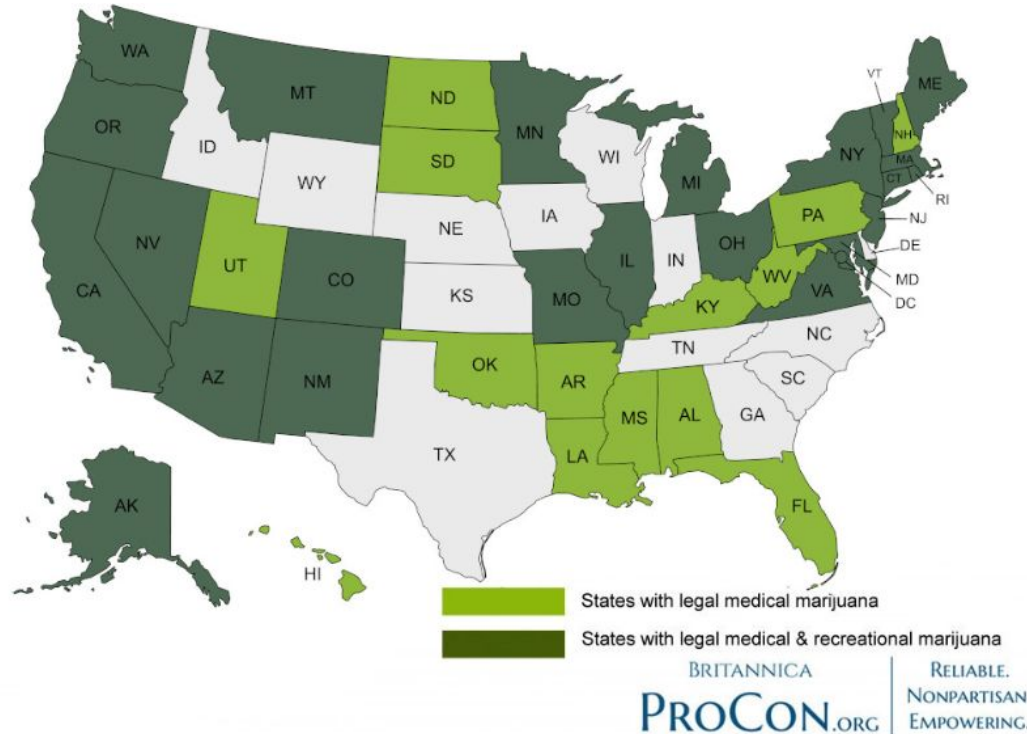 WA
MT
ND
MN
VT
ME
OR
ID
WY
SD
WI
MI
NY
NH
MA
CT
RI
NV
UT
CO
NE
IA
IL
IN
OH
PA
NJ
DE
MD
DC
CA
KS
MO
KY
WV
VA
AZ
NM
OK
AR
TN
NC
SC
TX
LA
MS
AL
GA
FL
AK
HI
States with legal medical marijuana
States with legal medical & recreational marijuana
BRITANNICA
PROCON.ORG
RELIABLE.
NONPARTISAN
EMPOWERING.